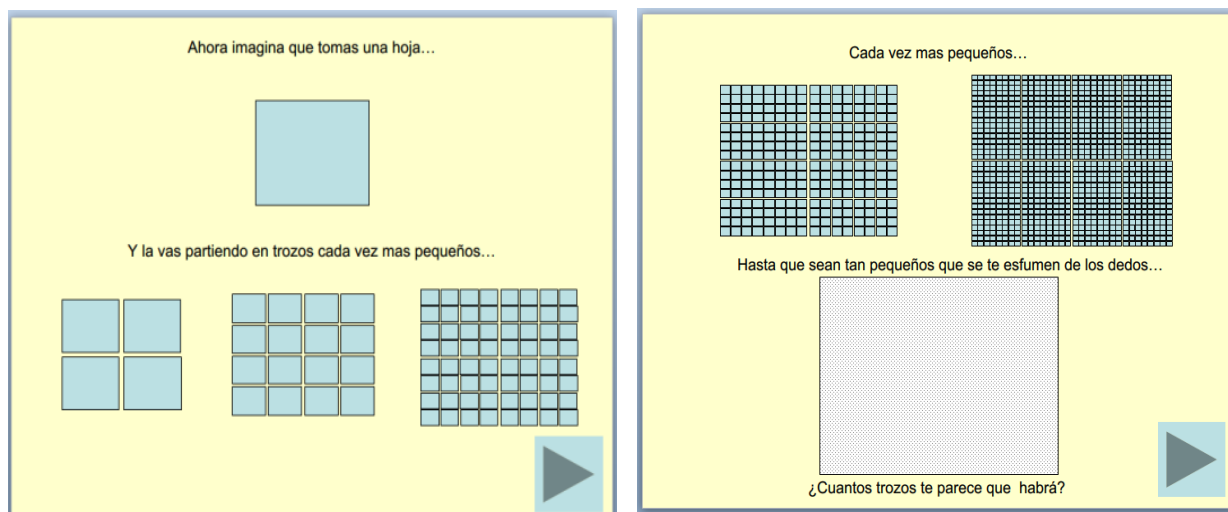 Ahora imagina que tomas una hoja…
Y la vas partiendo en trozos cada vez mas pequeños…
Cada vez mas pequeños…
Hasta que sean tan pequeños que se te esfumen de los dedos…
¿Cuantos trozos te parece que habrá?